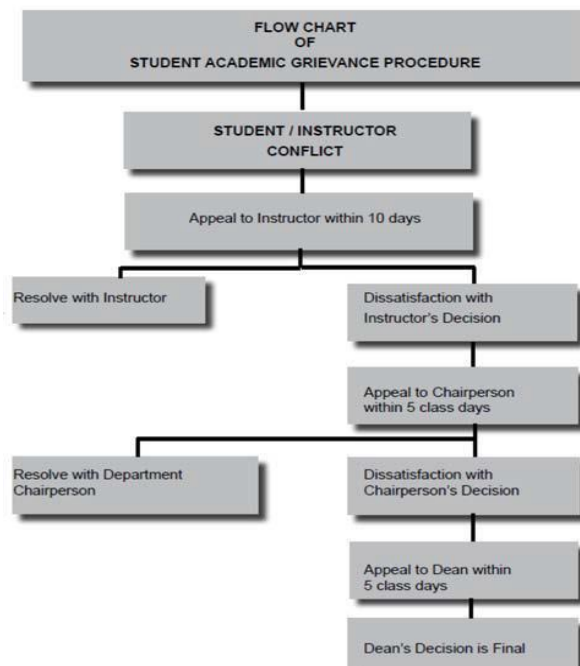 FLOW CHART
OF
STUDENT ACADEMIC GRIEVANCE PROCEDURE
STUDENT / INSTRUCTOR
CONFLICT
Appeal to Instructor within 10 days
Resolve with Instructor
Dissatisfaction with
Instructor's Decision
Appeal to Chairperson
within 5 class days
Resolve with Department
Chairperson
Dissatisfaction with
Chairperson's Decision
Appeal to Dean within
5 class days
Dean's Decision is Final